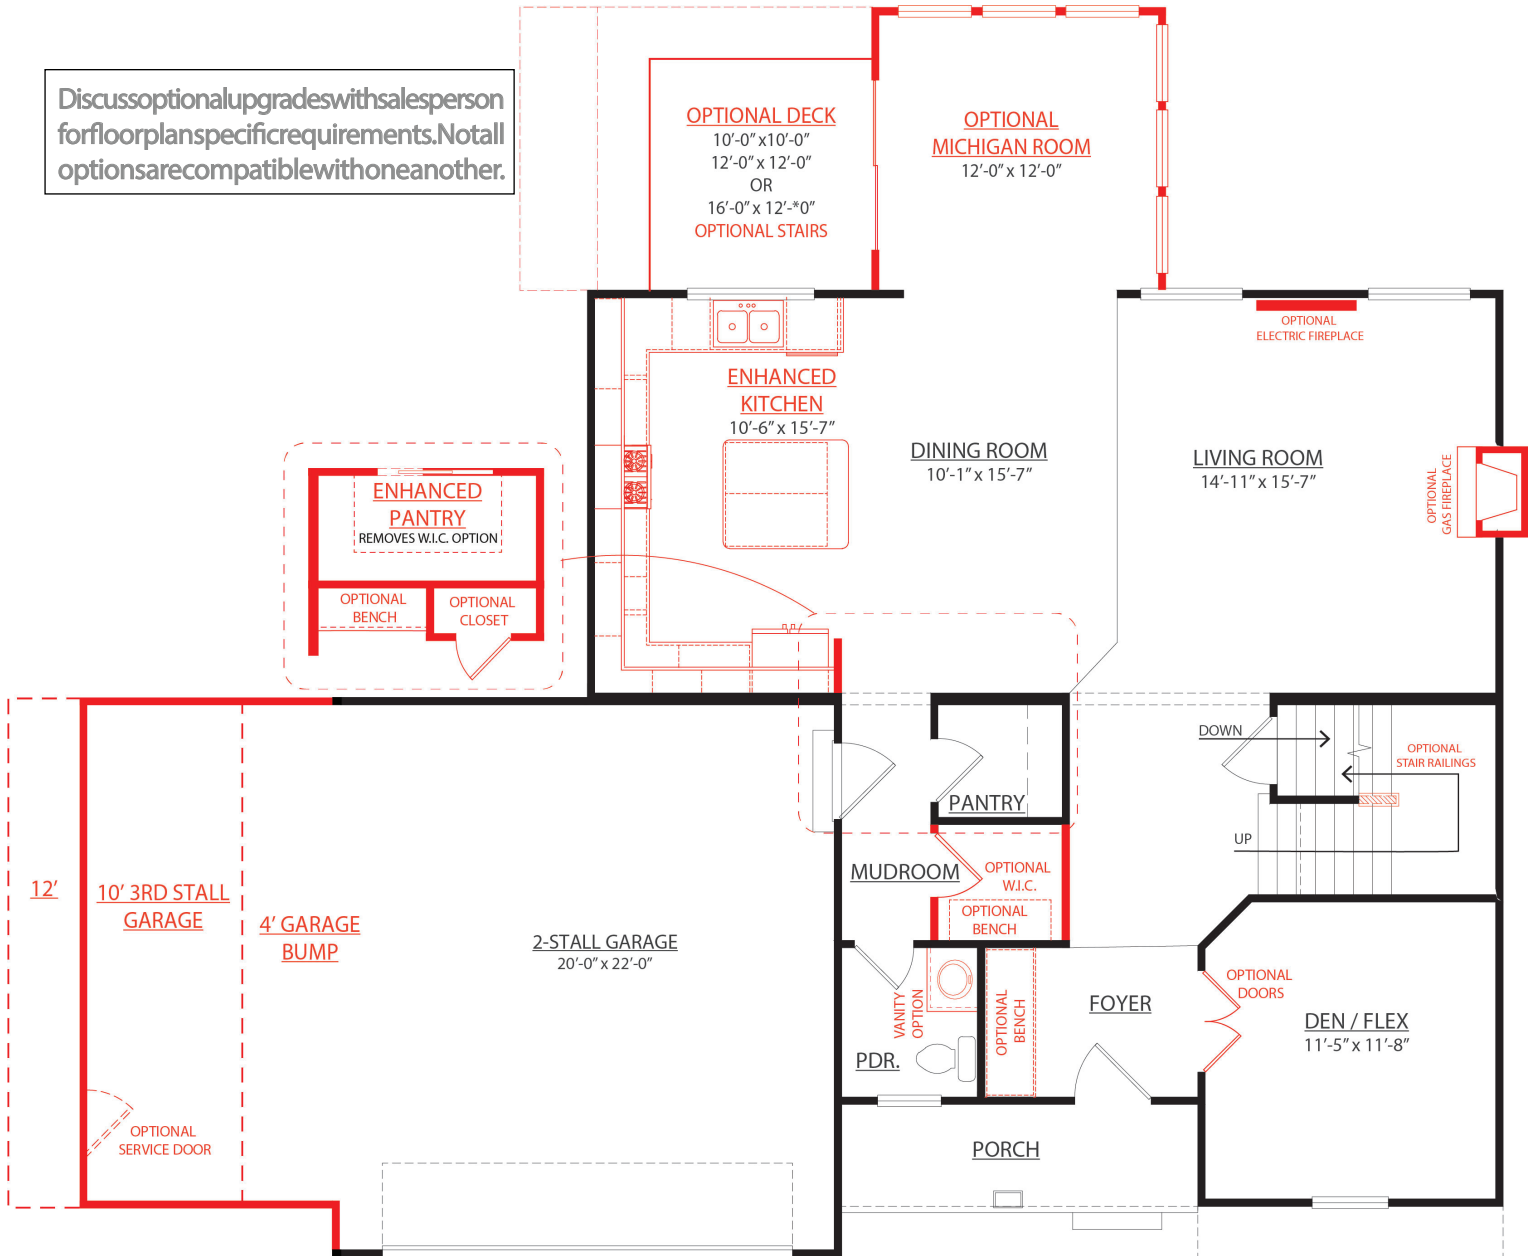 Discussoptionalupgradeswithsalesperson
forfloorplanspecificrequirements.Notall
optionsarecompatiblewithoneanother.
OPTIONAL DECK
10'-0" x10'-0"
12'-0" x 12'-0"
OR
16'-0" x 12'-*0"
OPTIONAL STAIRS
OPTIONAL
MICHIGAN ROOM
12'-0" x 12'-0"
OPTIONAL
ELECTRIC FIREPLACE
ENHANCED
KITCHEN
10'-6" x 15'-7"
DINING ROOM
10'-1" x 15'-7"
LIVING ROOM
14'-11" x 15'-7"
OPTIONAL
GAS FIREPLACE
ENHANCED
PANTRY
REMOVES W.I.C. OPTION
OPTIONAL
BENCH
OPTIONAL
CLOSET
DOWN
OPTIONAL
STAIR RAILINGS
PANTRY
UP
MUDROOM
OPTIONAL
W.I.C.
OPTIONAL
BENCH
12'
10' 3RD STALL
GARAGE
4' GARAGE
BUMP
2-STALL GARAGE
20'-0" x 22'-0"
VANITY
OPTION
OPTIONAL
BENCH
FOYER
OPTIONAL
DOORS
DEN / FLEX
11'-5" x 11'-8"
PDR.
OPTIONAL
SERVICE DOOR
PORCH